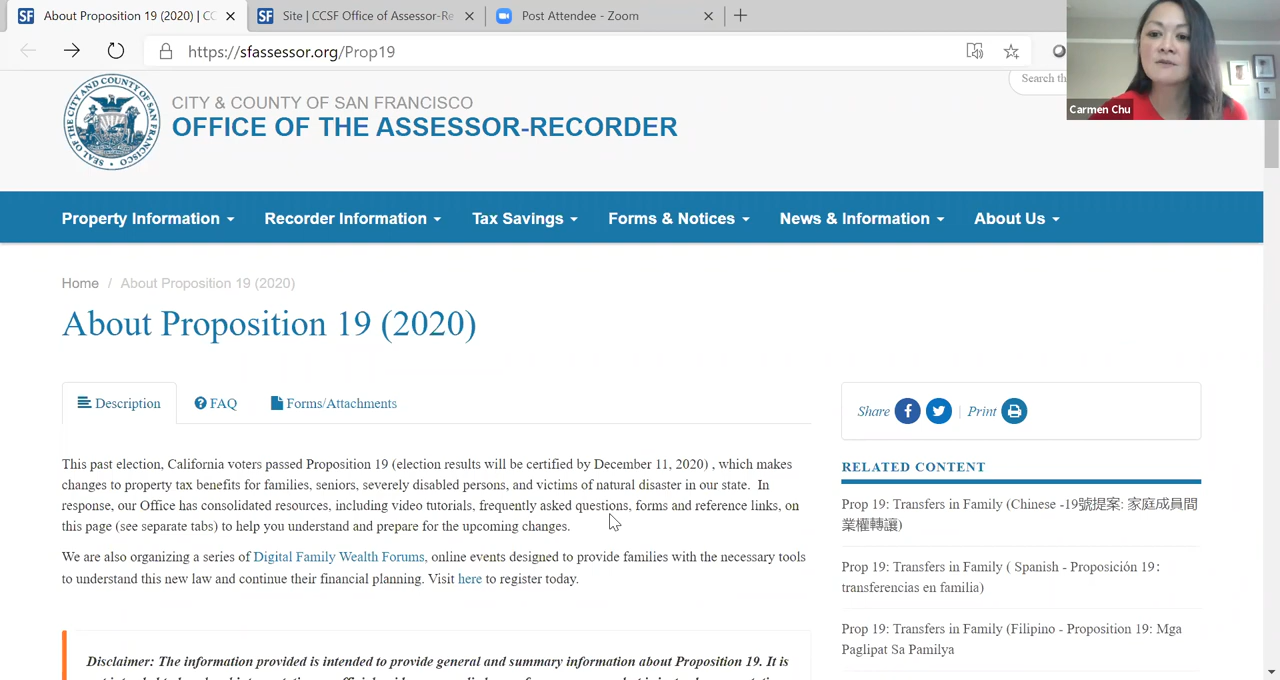 About Proposition 19 (2020) | CC
Site | CCSF Office of Assessor-Re
Post Attendee - Zoom
https://sfassessor.org/Prop19
Carmen Chu
Search th
SEAL OF THE CITY AND COUNTY OF SAN FRANCISCO
CITY & COUNTY OF SAN FRANCISCO
OFFICE OF THE ASSESSOR-RECORDER
Property Information
Recorder Information
Tax Savings
Forms & Notices
News & Information
About Us
Home / About Proposition 19 (2020)
About Proposition 19 (2020)
Description
FAQ
Forms/Attachments
This past election, California voters passed Proposition 19 (election results will be certified by December 11, 2020) , which makes
changes to property tax benefits for families, seniors, severely disabled persons, and victims of natural disaster in our state. In
response, our Office has consolidated resources, including video tutorials, frequently asked questions, forms and reference links, on
this page (see separate tabs) to help you understand and prepare for the upcoming changes.
We are also organizing a series of Digital Family Wealth Forums, online events designed to provide families with the necessary tools
to understand this new law and continue their financial planning. Visit here to register today.
Disclaimer: The information provided is intended to provide general and summary information about Proposition 19. It is
Share | Print
RELATED CONTENT
Prop 19: Transfers in Family (Chinese -19號提案: 家庭成員間
業權轉讓)
Prop 19: Transfers in Family ( Spanish - Proposición 19:
transferencias en familia)
Prop 19: Transfers in Family (Filipino - Proposition 19: Mga
Paglipat Sa Pamilya